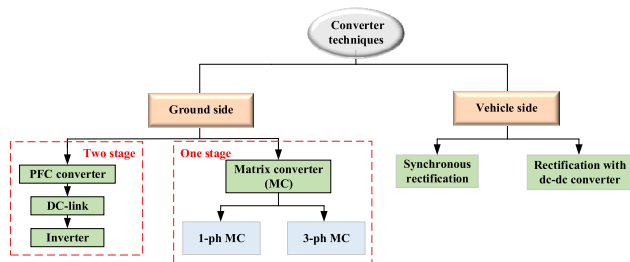 Converter
techniques
Ground side
Vehicle side
Two stage
One stage
PFC converter
DC-link
Inverter
Matrix converter
(MC)
1-ph MC
3-ph MC
Synchronous
rectification
Rectification with
dc-dc converter